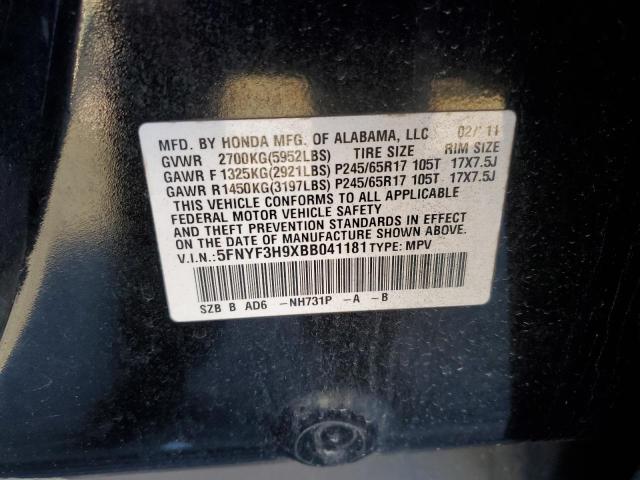 MFD. BY HONDA MFG. OF ALABAMA, LLC 02/11
GVWR 2700KG(5952LBS) TIRE SIZE RIM SIZE
GAWR F 1325KG(2921LBS) P245/65R17 105T 17X7.5J
GAWR R 1450KG(3197LBS) P245/65R17 105T 17X7.5J
THIS VEHICLE CONFORMS TO ALL APPLICABLE
FEDERAL MOTOR VEHICLE SAFETY
AND THEFT PREVENTION STANDARDS IN EFFECT
ON THE DATE OF MANUFACTURE SHOWN ABOVE.
V.I.N.: 5FNYF3H9XBB041181 TYPE: MPV
SZB B AD6 -NH731P -A -B